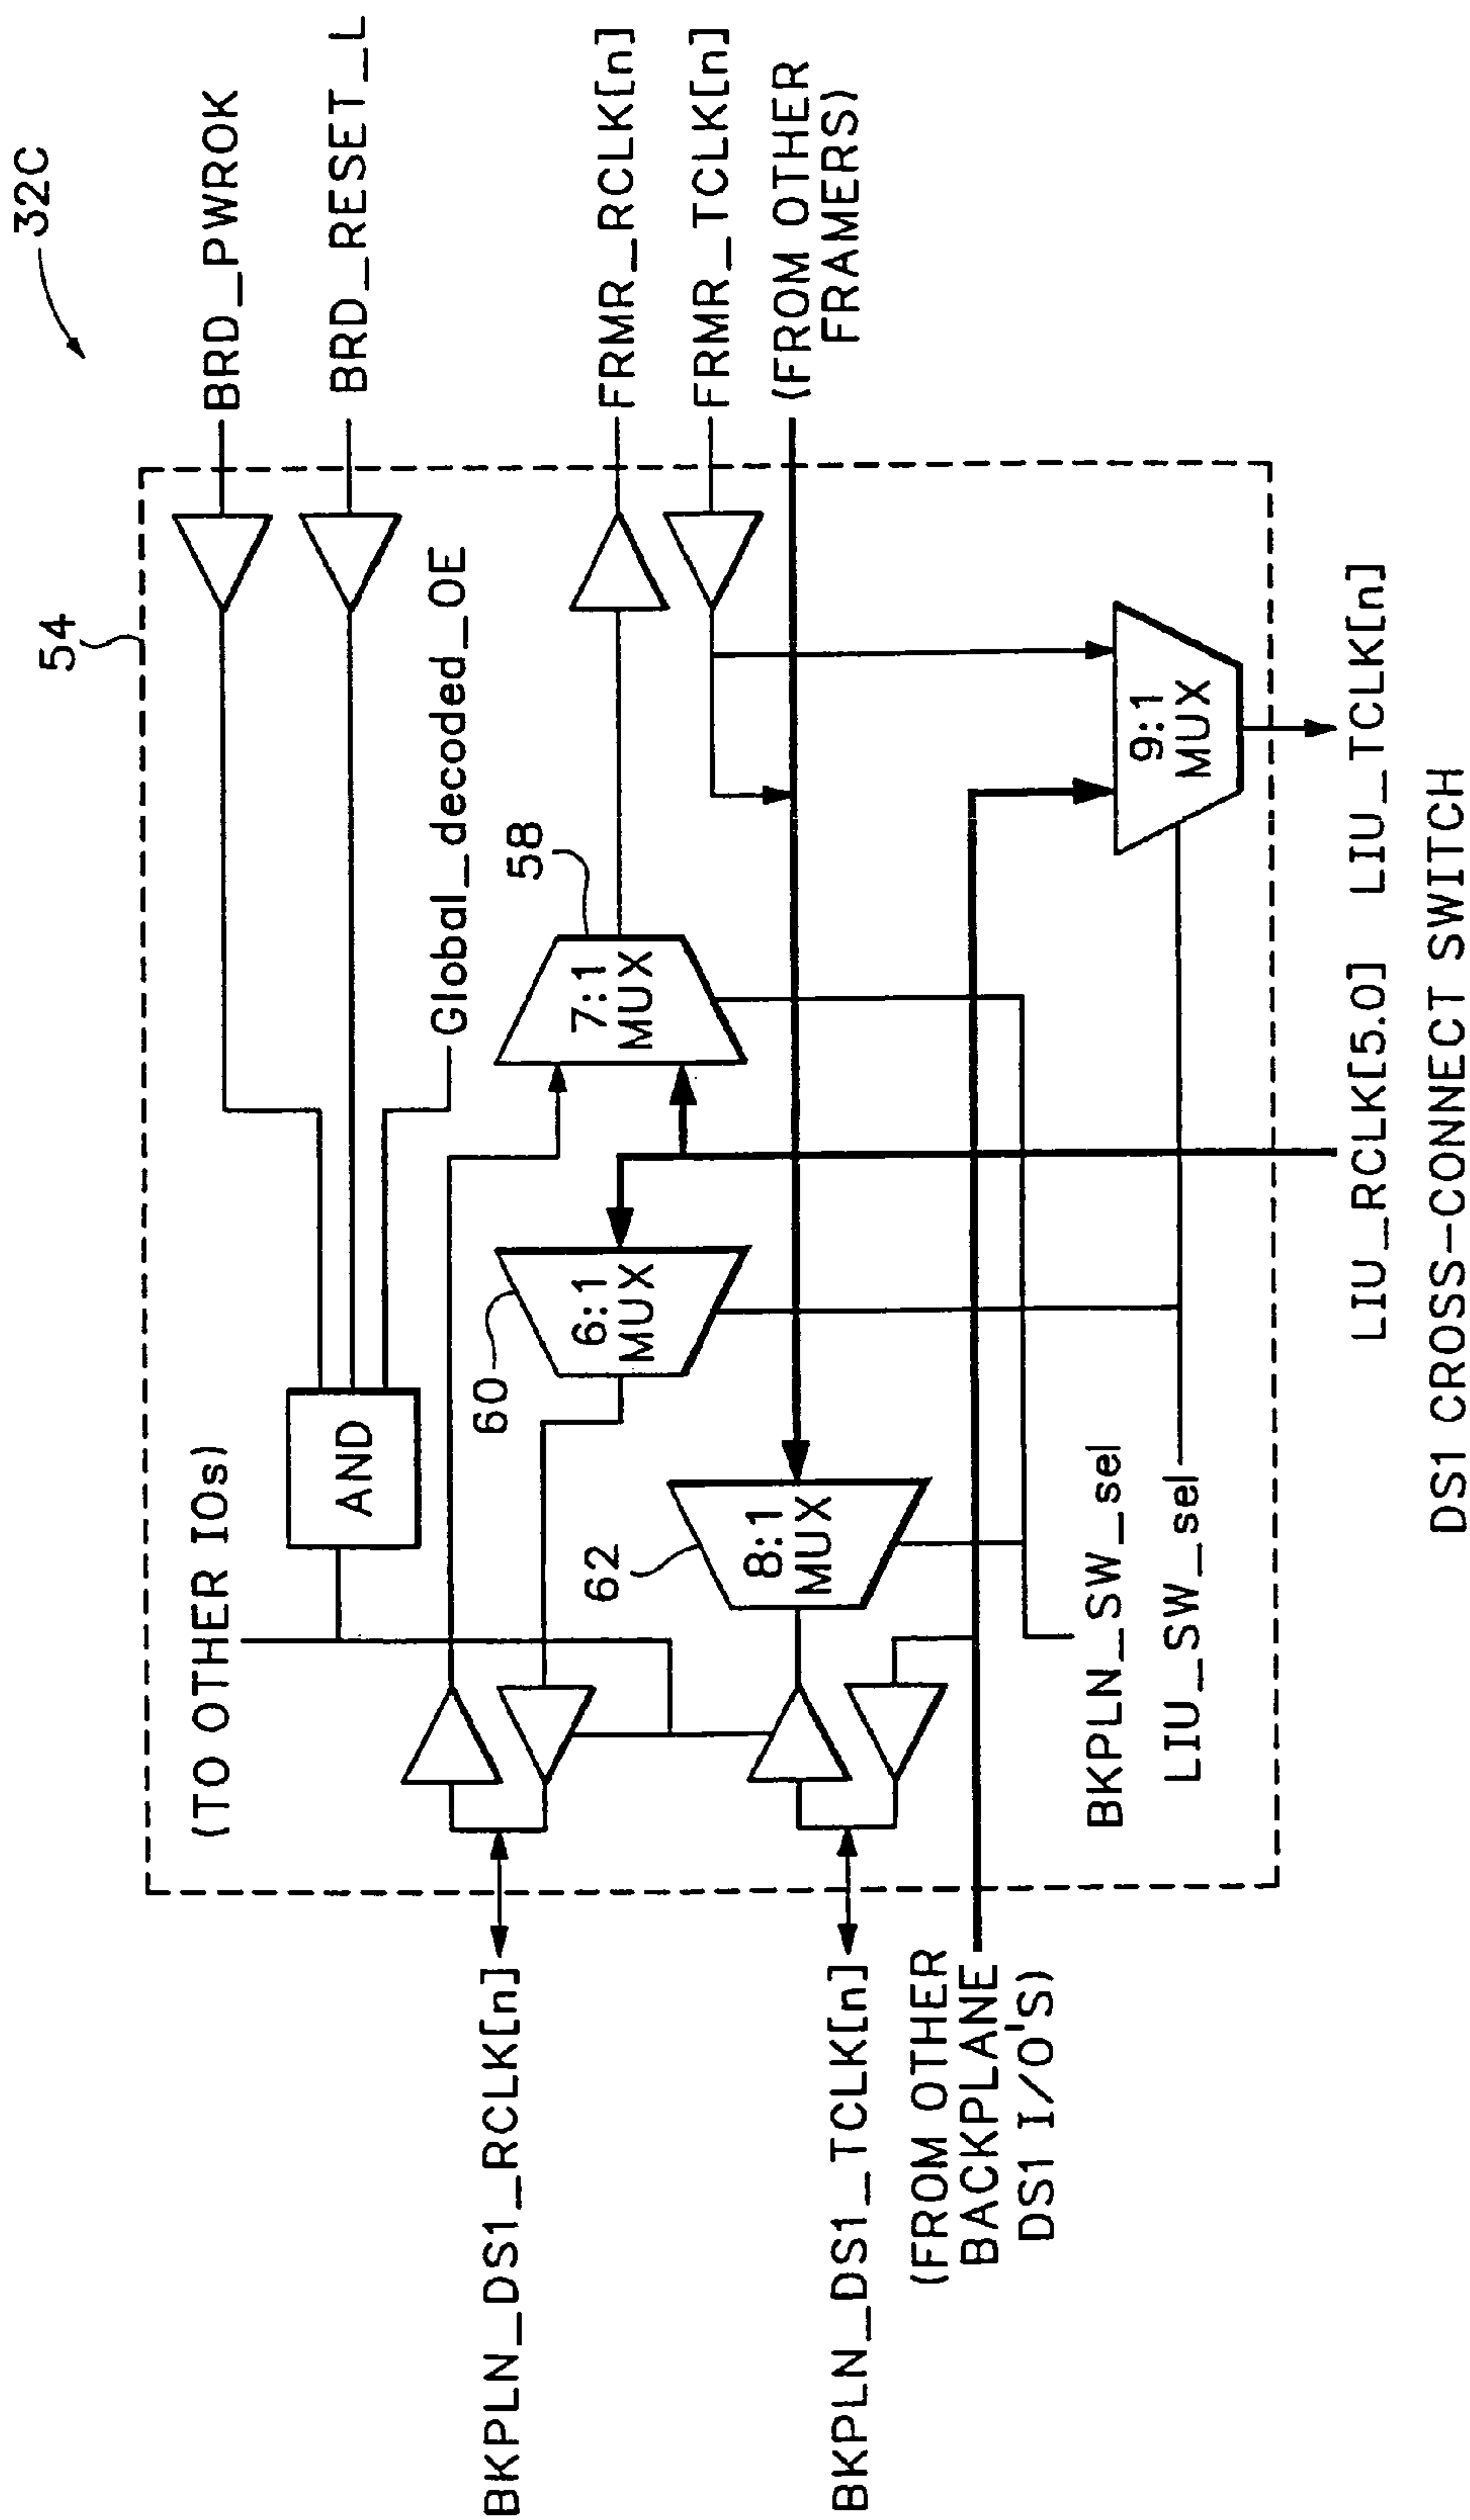 32C
54
BRD_PWROK
BRD_RESET_L
(TO OTHER IOs)
AND
Global_decoded_OE
BKPLN_DS1_RCLK[n]
60
6:1
MUX
58
7:1
MUX
FRMR_RCLK[n]
FRMR_TCLK[n]
(FROM OTHER
FRAMERS)
62
8:1
MUX
BKPLN_DS1_TCLK[n]
(FROM OTHER
BACKPLANE
DS1 I/O'S)
BKPLN_SW_sel
LIU_SW_sel
9:1
MUX
LIU_RCLK[5.0]
LIU_TCLK[n]
DS1 CROSS-CONNECT SWITCH